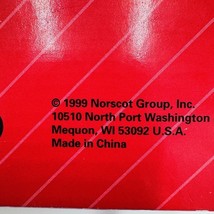 © 1999 Norscot Group, Inc.
10510 North Port Washington
Mequon, WI 53092 U.S.A.
Made in China